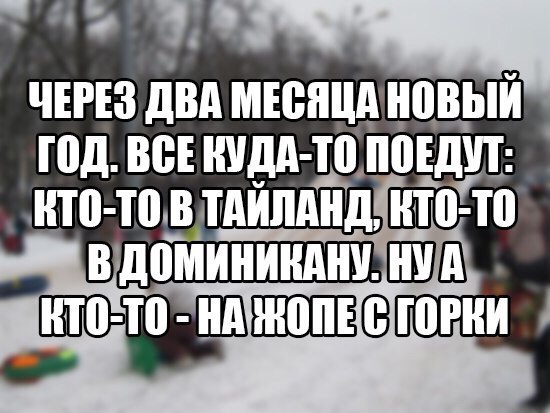 ЧЕРЕЗ ДВА МЕСЯЦА НОВЫЙ
ГОД. ВСЕ КУДА-ТО ПОЕДУТ:
КТО-ТО В ТАЙЛАНД, КТО-ТО
В ДОМИНИКАНУ. НУ А
КТО-ТО - НА ЖОПЕ С ГОРКИ